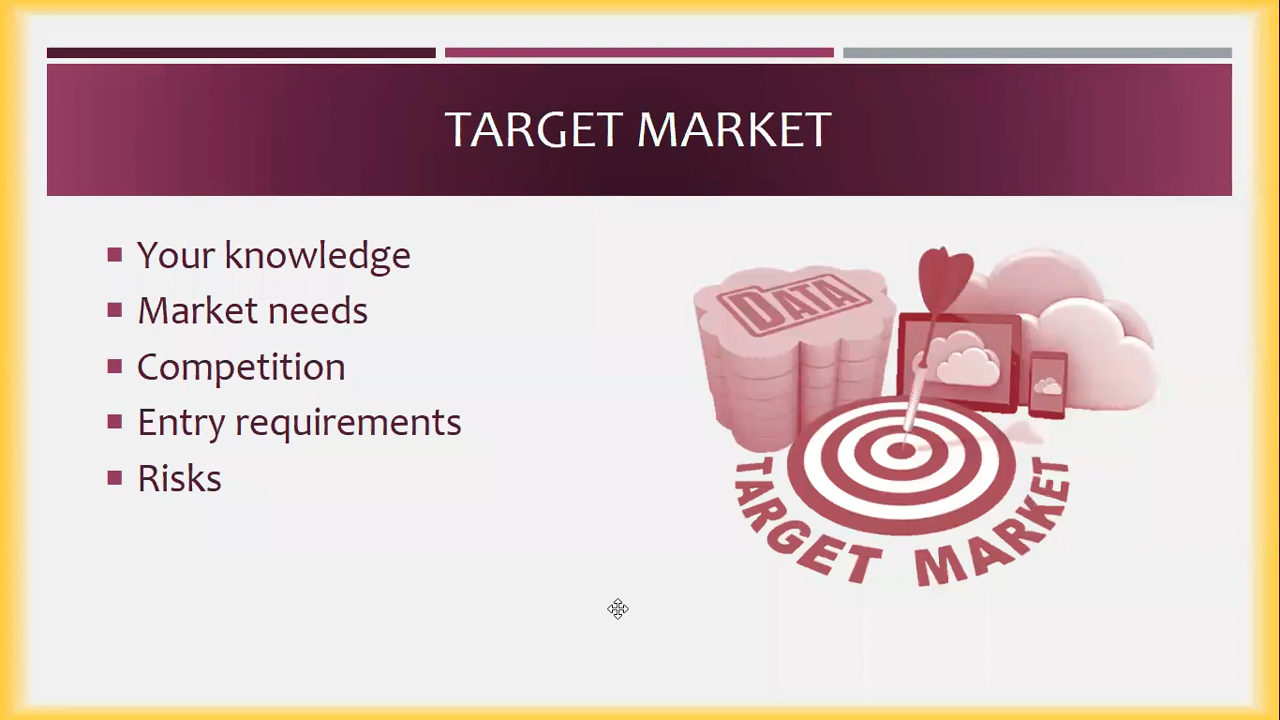 TARGET MARKET
Your knowledge
Market needs
Competition
Entry requirements
Risks
DATA
TARGET MARKET